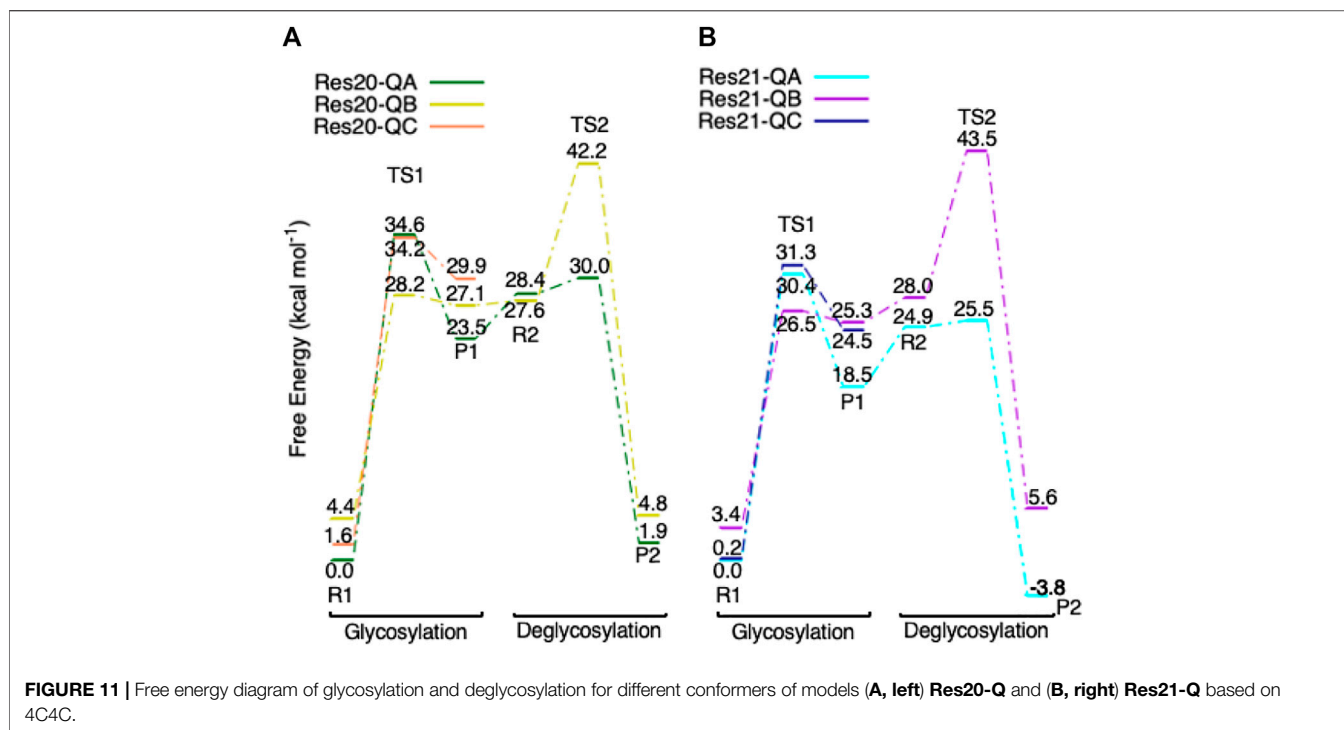 A
Res20-QA
Res20-QB
Res20-QC
TS1
TS2
42.2
34.6
34.2
29.9
28.2
27.1
23.5
P1
28.4
27.6
R2
30.0
4.4
1.6
0.0
R1
4.8
1.9
P2
Free Energy (kcal mol⁻¹)
Glycosylation
Deglycosylation
B
Res21-QA
Res21-QB
Res21-QC
TS1
TS2
43.5
31.3
30.4
26.5
25.3
24.5
18.5
P1
28.0
24.9
R2
25.5
3.4
0.2
0.0
R1
5.6
-3.8
P2
Glycosylation
Deglycosylation
FIGURE 11 | Free energy diagram of glycosylation and deglycosylation for different conformers of models (A, left) Res20-Q and (B, right) Res21-Q based on
4C4C.